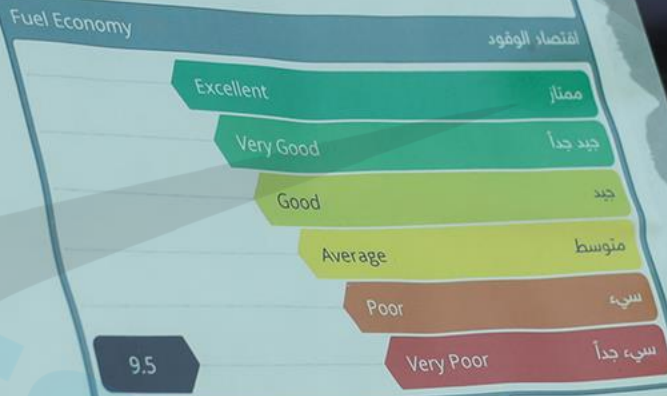 Fuel Economy اقتصاد الوقود
Excellent ممتاز
Very Good جيد جداً
Good جيد
Average متوسط
Poor سيء
9.5 Very Poor سيء جداً